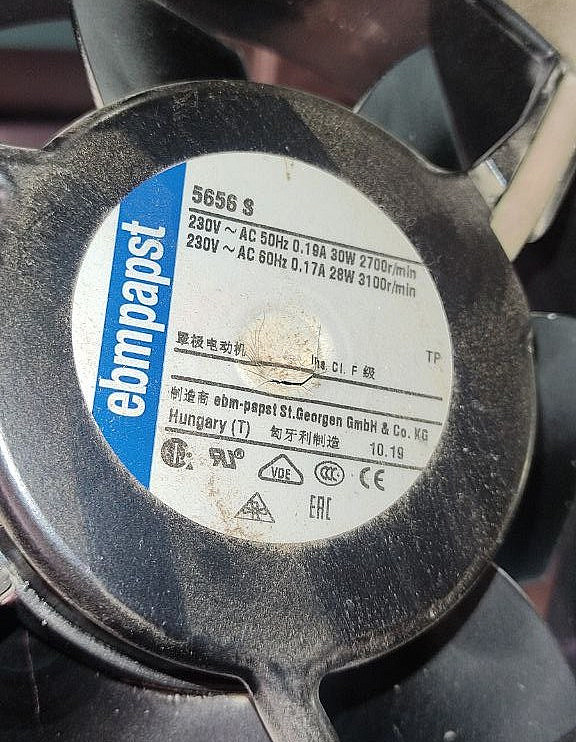 ebmpapst
5656 S
230V ~ AC 50Hz 0.19A 30W 2700r/min
230V ~ AC 60Hz 0.17A 28W 3100r/min
TP
罩极电动机 Ins. Cl. F 级
制造商 ebm-papst St.Georgen GmbH & Co. KG
Hungary (T) 匈牙利制造 10.19
VDE CE
EAC